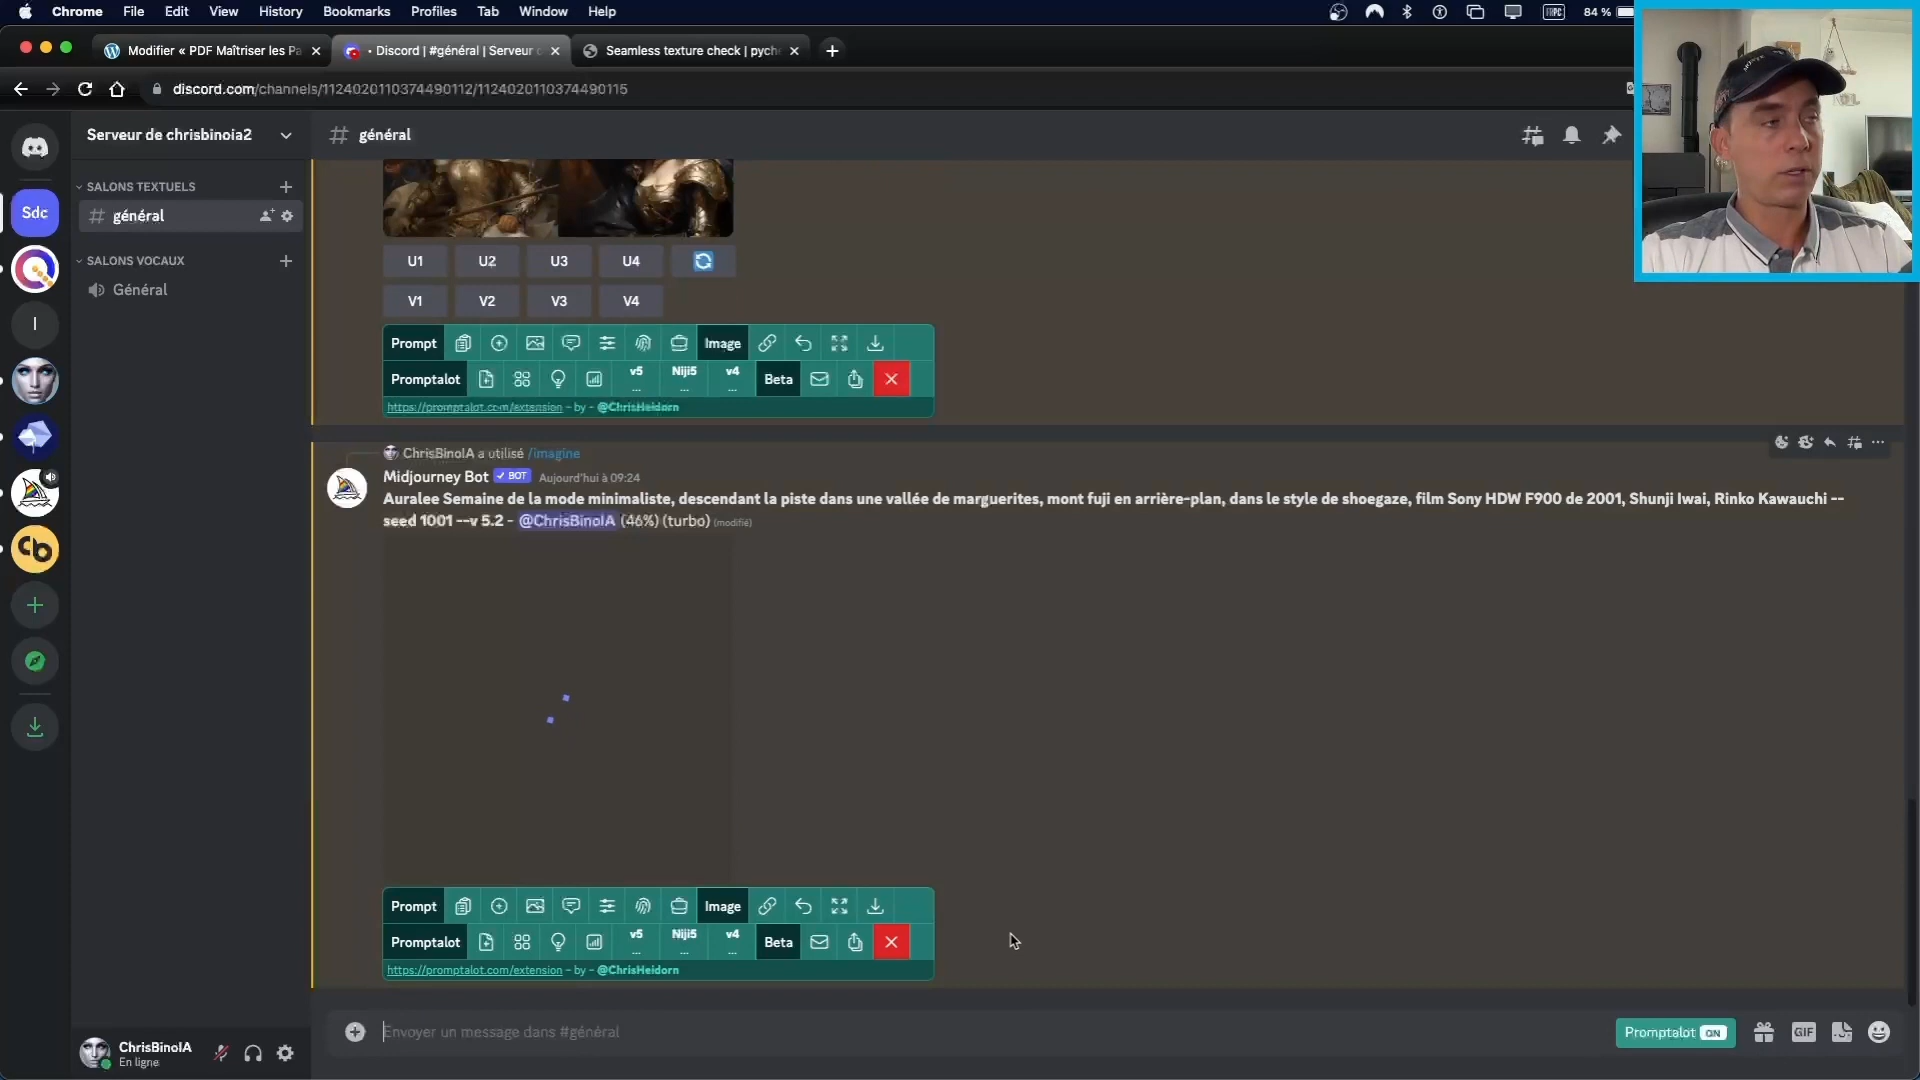 Chrome File Edit View History Bookmarks Profiles Tab Window Help
84 %
Modifier « PDF Maîtriser les Pa
• Discord | #général | Serveur
Seamless texture check | pych
discord.com/channels/1124020110374490112/1124020110374490115
Serveur de chrisbinoia2
général
SALONS TEXTUELS
général
SALONS VOCAUX
Général
Sdc
I
U1 U2 U3 U4
V1 V2 V3 V4
Prompt Image
Promptalot v5 ... Niji5 ... v4 ... Beta
https://promptalot.com/extension - by - @ChrisHeidorn
ChrisBinoIA a utilisé /imagine
Midjourney Bot BOT Aujourd'hui à 09:24
Auralee Semaine de la mode minimaliste, descendant la piste dans une vallée de marguerites, mont fuji en arrière-plan, dans le style de shoegaze, film Sony HDW F900 de 2001, Shunji Iwai, Rinko Kawauchi --
seed 1001 --v 5.2 - @ChrisBinoIA (46%) (turbo) (modifié)
Prompt Image
Promptalot v5 ... Niji5 ... v4 ... Beta
https://promptalot.com/extension - by - @ChrisHeidorn
Envoyer un message dans #général
Promptalot ON
GIF
ChrisBinoIA
En ligne